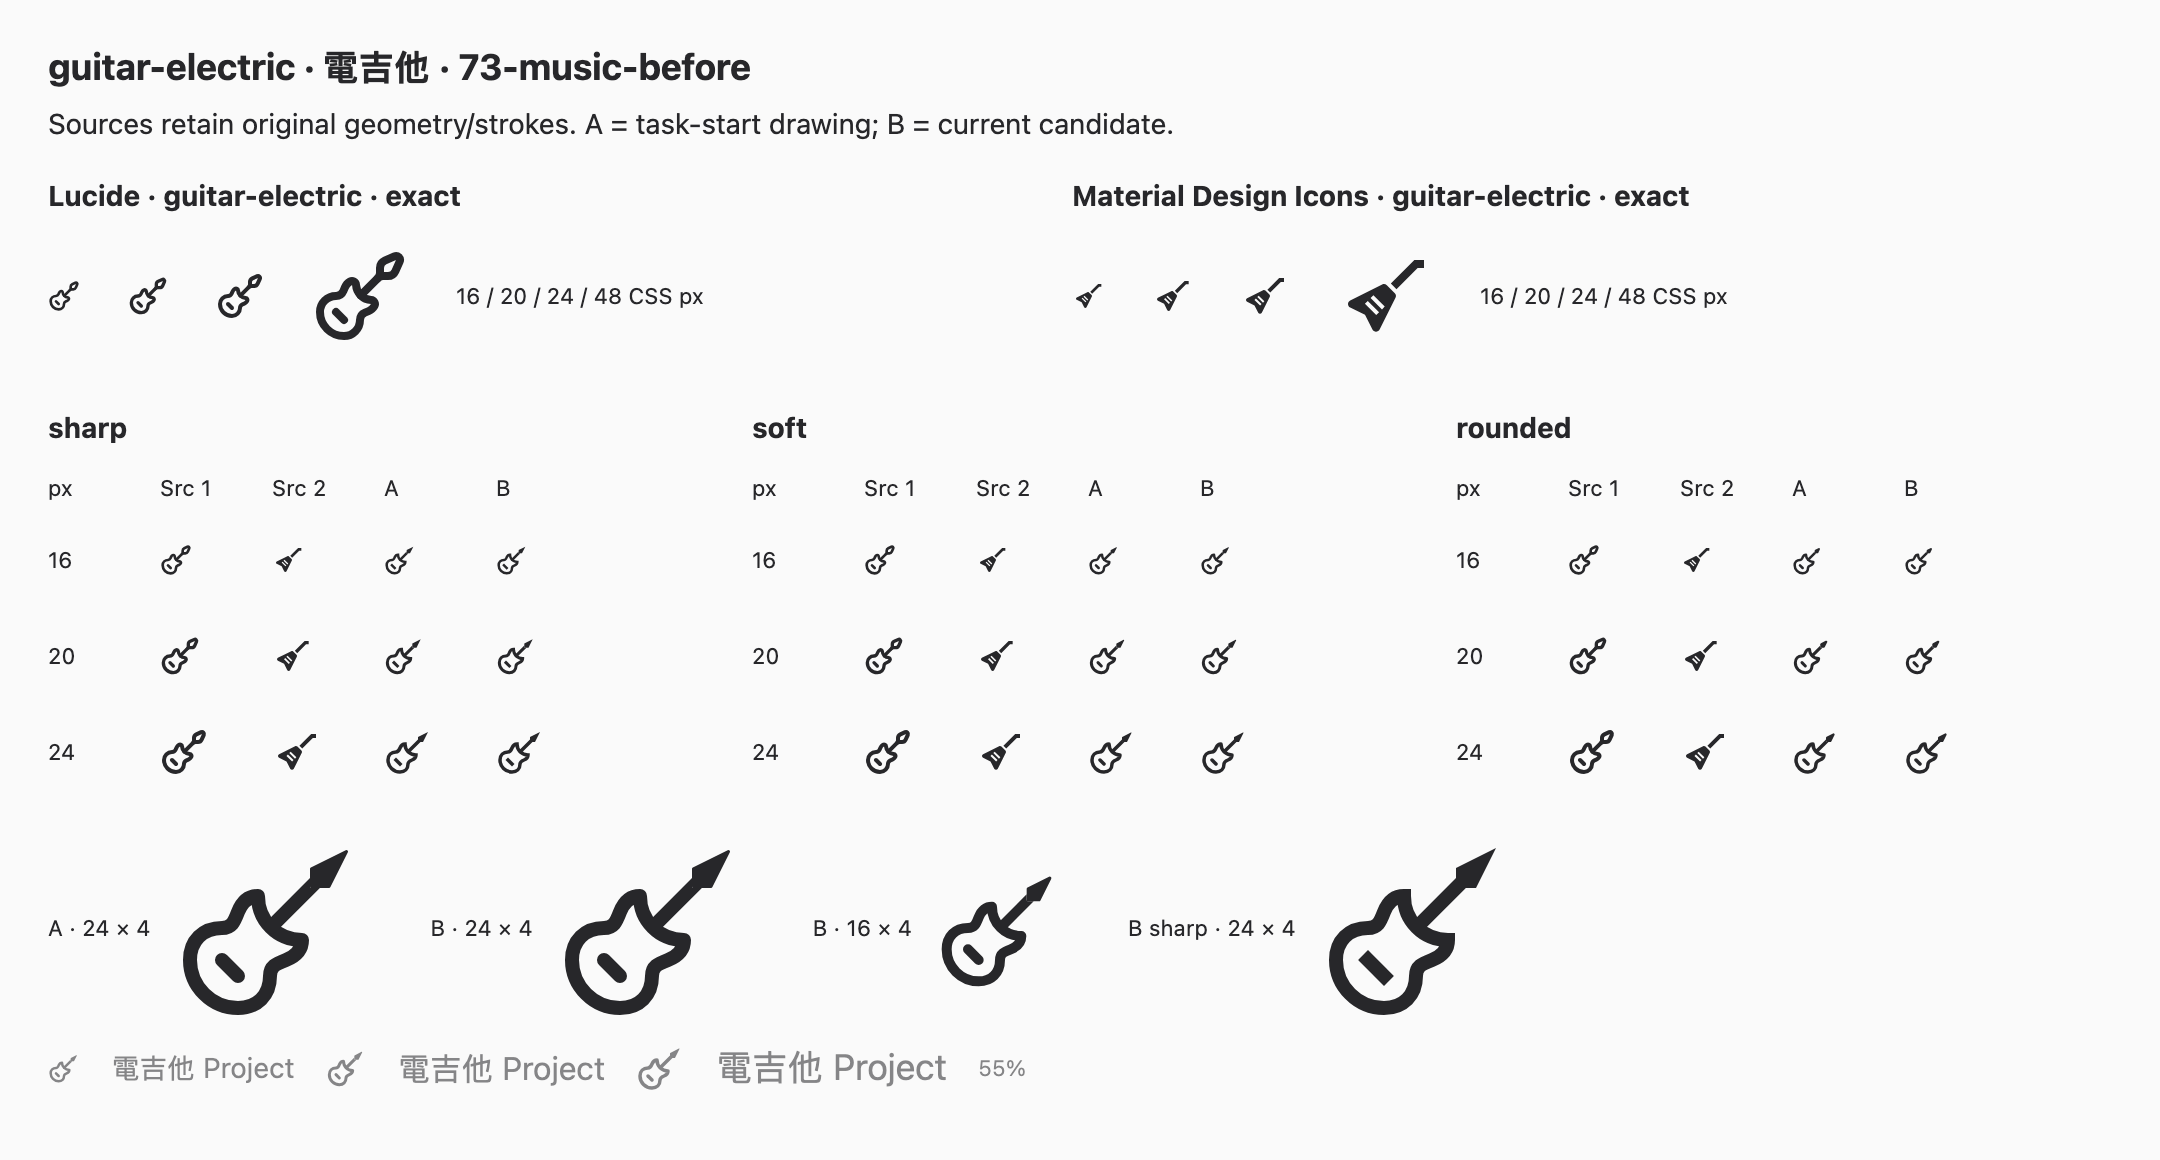 guitar-electric · 電吉他 · 73-music-before
Sources retain original geometry/strokes. A = task-start drawing; B = current candidate.
Lucide · guitar-electric · exact
16 / 20 / 24 / 48 CSS px
Material Design Icons · guitar-electric · exact
16 / 20 / 24 / 48 CSS px
sharp
px Src 1 Src 2 A B
16
20
24
soft
px Src 1 Src 2 A B
16
20
24
rounded
px Src 1 Src 2 A B
16
20
24
A · 24 × 4
B · 24 × 4
B · 16 × 4
B sharp · 24 × 4
電吉他 Project 電吉他 Project 電吉他 Project 55%